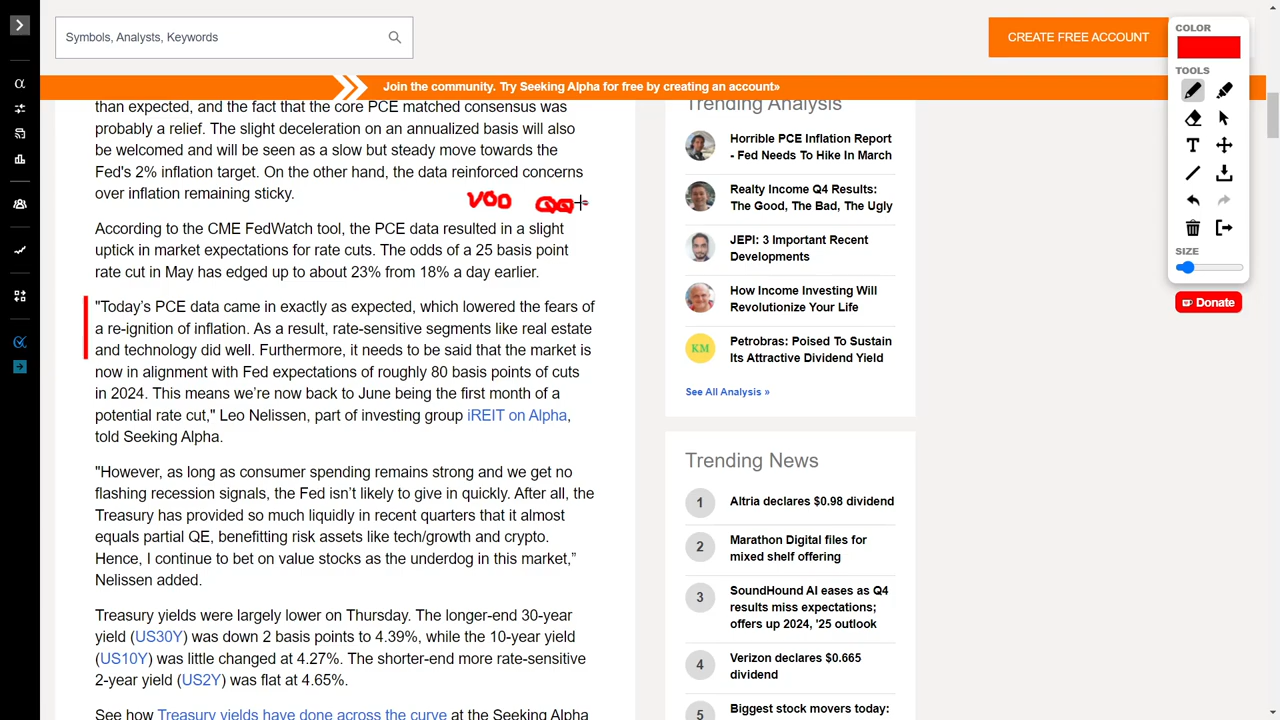 Symbols, Analysts, Keywords
CREATE FREE ACCOUNT
Join the community. Try Seeking Alpha for free by creating an account»
than expected, and the fact that the core PCE matched consensus was
probably a relief. The slight deceleration on an annualized basis will also
be welcomed and will be seen as a slow but steady move towards the
Fed's 2% inflation target. On the other hand, the data reinforced concerns
over inflation remaining sticky.
VOO QQ
According to the CME FedWatch tool, the PCE data resulted in a slight
uptick in market expectations for rate cuts. The odds of a 25 basis point
rate cut in May has edged up to about 23% from 18% a day earlier.
"Today's PCE data came in exactly as expected, which lowered the fears of
a re-ignition of inflation. As a result, rate-sensitive segments like real estate
and technology did well. Furthermore, it needs to be said that the market is
now in alignment with Fed expectations of roughly 80 basis points of cuts
in 2024. This means we're now back to June being the first month of a
potential rate cut," Leo Nelissen, part of investing group iREIT on Alpha,
told Seeking Alpha.
"However, as long as consumer spending remains strong and we get no
flashing recession signals, the Fed isn't likely to give in quickly. After all, the
Treasury has provided so much liquidly in recent quarters that it almost
equals partial QE, benefitting risk assets like tech/growth and crypto.
Hence, I continue to bet on value stocks as the underdog in this market,"
Nelissen added.
Treasury yields were largely lower on Thursday. The longer-end 30-year
yield (US30Y) was down 2 basis points to 4.39%, while the 10-year yield
(US10Y) was little changed at 4.27%. The shorter-end more rate-sensitive
2-year yield (US2Y) was flat at 4.65%.
See how Treasury yields have done across the curve at the Seeking Alpha
Trending Analysis
Horrible PCE Inflation Report
- Fed Needs To Hike In March
Realty Income Q4 Results:
The Good, The Bad, The Ugly
JEPI: 3 Important Recent
Developments
How Income Investing Will
Revolutionize Your Life
KM
Petrobras: Poised To Sustain
Its Attractive Dividend Yield
See All Analysis »
Trending News
1
Altria declares $0.98 dividend
2
Marathon Digital files for
mixed shelf offering
3
SoundHound AI eases as Q4
results miss expectations;
offers up 2024, '25 outlook
4
Verizon declares $0.665
dividend
5
Biggest stock movers today:
COLOR
TOOLS
T
SIZE
Donate